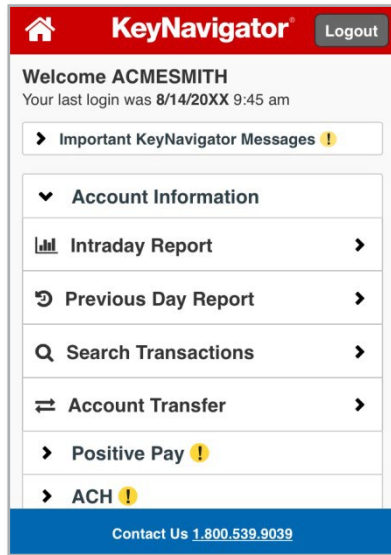 KeyNavigator® Logout
Welcome ACMESMITH
Your last login was 8/14/20XX 9:45 am
Important KeyNavigator Messages !
Account Information
Intraday Report
Previous Day Report
Search Transactions
Account Transfer
Positive Pay !
ACH !
Contact Us 1.800.539.9039